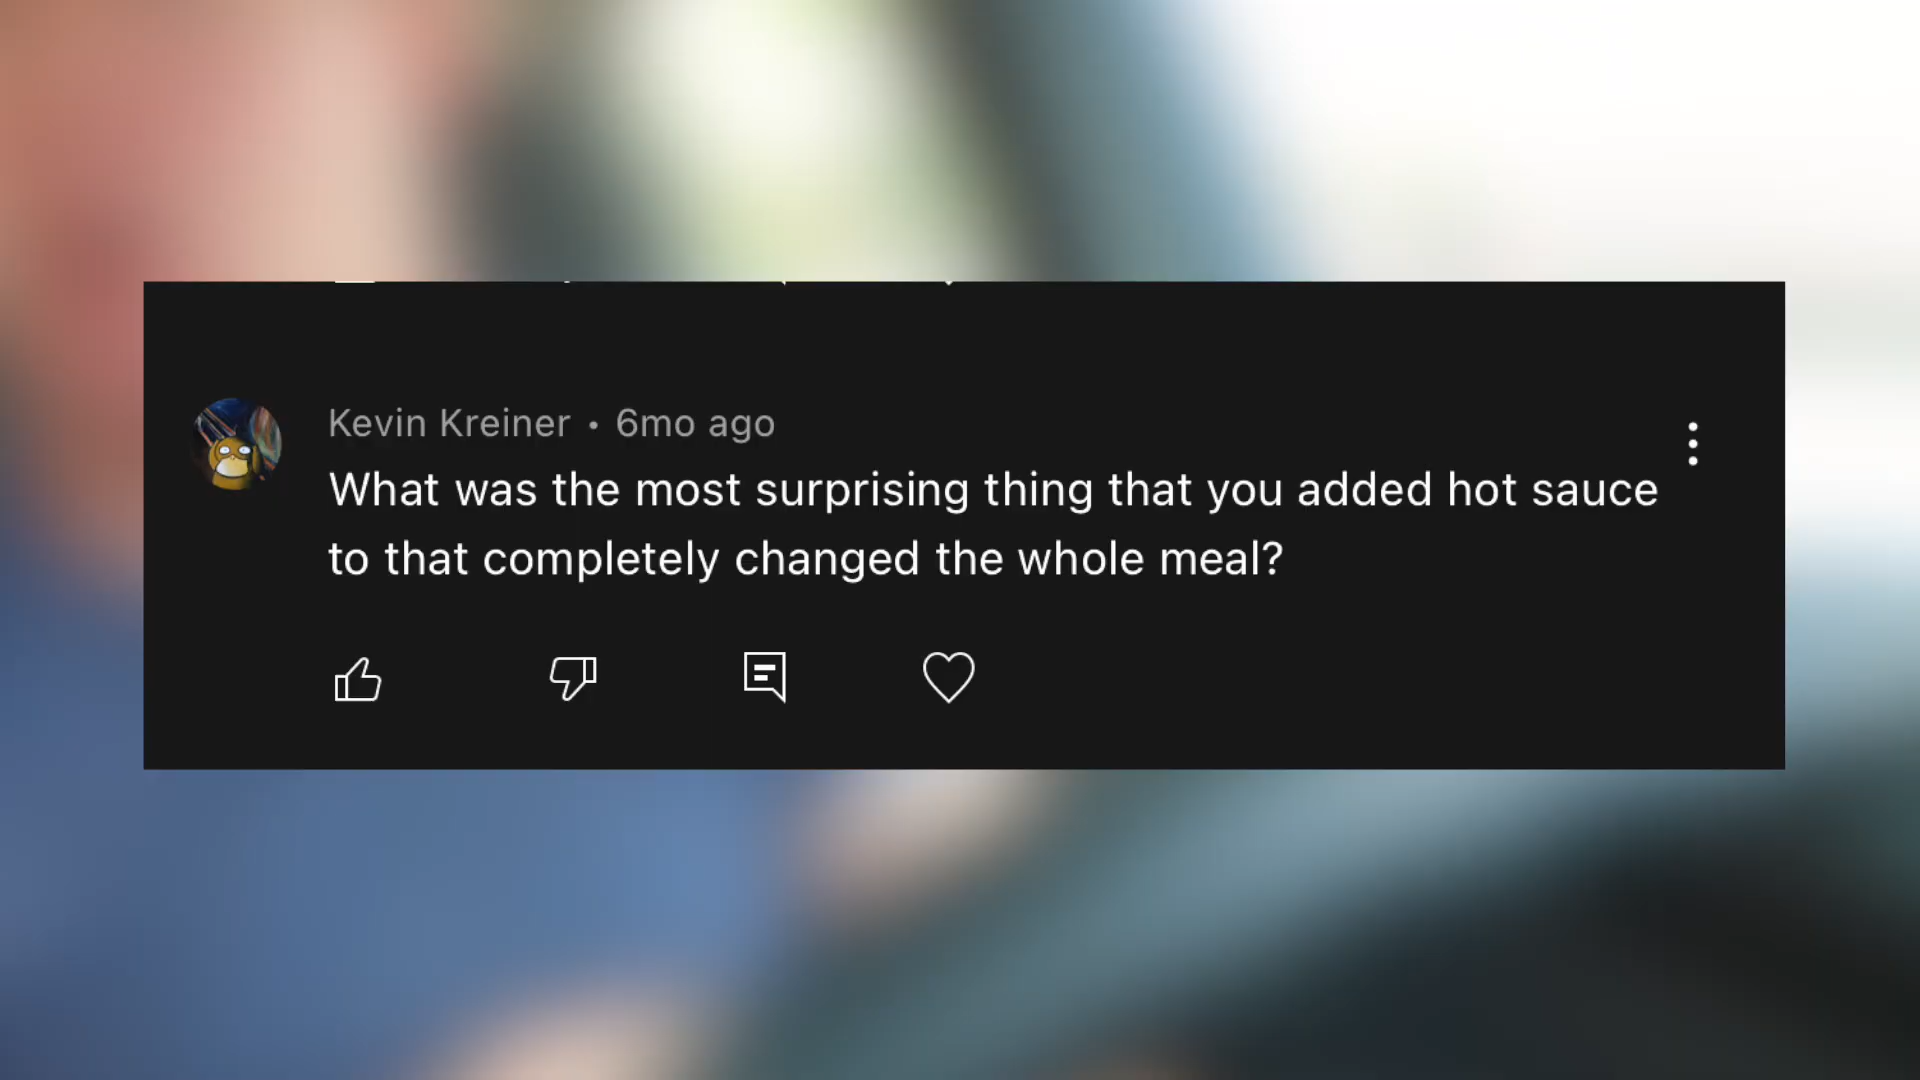 Kevin Kreiner • 6mo ago
What was the most surprising thing that you added hot sauce
to that completely changed the whole meal?